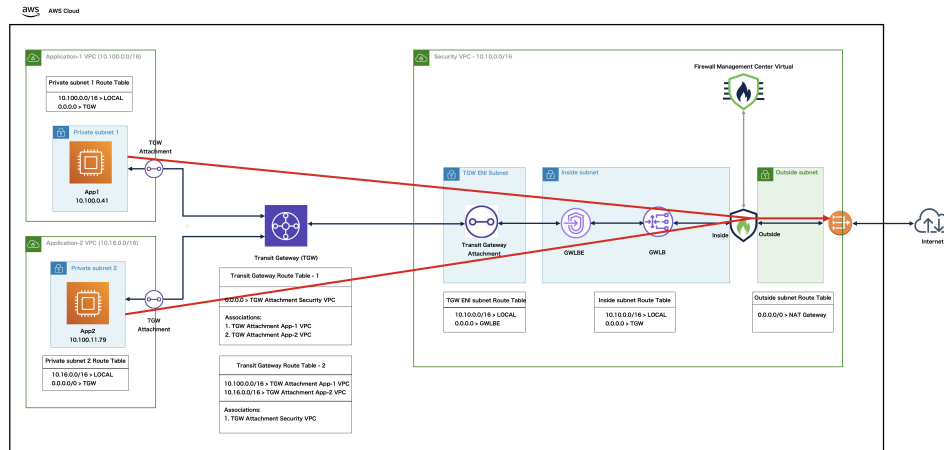 aws
AWS Cloud
Application-1 VPC (10.100.0.0/16)
Private subnet 1 Route Table
10.100.0.0/16 > LOCAL
0.0.0.0 > TGW
Private subnet 1
App1
10.100.0.41
TGW
Attachment
Application-2 VPC (10.16.0.0/16)
Private subnet 2
App2
10.100.11.79
TGW
Attachment
Private subnet 2 Route Table
10.16.0.0/16 > LOCAL
0.0.0.0/0 > TGW
Transit Gateway (TGW)
Transit Gateway Route Table - 1
0.0.0.0 > TGW Attachment Security VPC
Associations:
1. TGW Attachment App-1 VPC
2. TGW Attachment App-2 VPC
Transit Gateway Route Table - 2
10.100.0.0/16 > TGW Attachment App-1 VPC
10.16.0.0/16 > TGW Attachment App-2 VPC
Associations:
1. TGW Attachment Security VPC
Security VPC - 10.10.0.0/16
Firewall Management Center Virtual
TGW ENI Subnet
Transit Gateway
Attachment
Inside subnet
GWLBE
GWLB
Inside
Outside
Outside subnet
Internet
TGW ENI subnet Route Table
10.10.0.0/16 > LOCAL
0.0.0.0 > GWLBE
Inside subnet Route Table
10.10.0.0/16 > LOCAL
0.0.0.0 > TGW
Outside subnet Route Table
0.0.0.0/0 > NAT Gateway